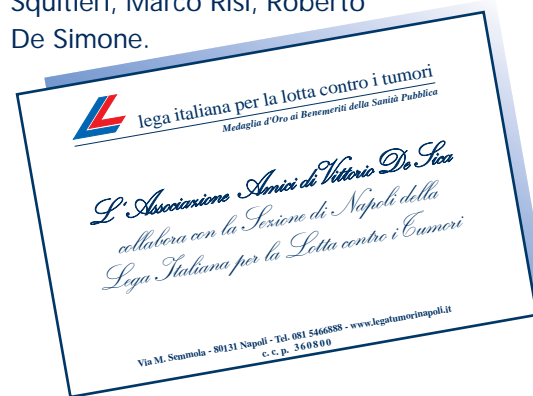 Squitieri, Marco Risi, Roberto
De Simone.
lega italiana per la lotta contro i tumori
Medaglia d'Oro ai Benemeriti della Sanità Pubblica
L' Associazione Amici di Vittorio De Sica
collabora con la Sezione di Napoli della
Lega Italiana per la Lotta contro i Tumori
Via M. Semmola - 80131 Napoli - Tel. 081 5466888 - www.legatumorinapoli.it
c. c. p. 360800